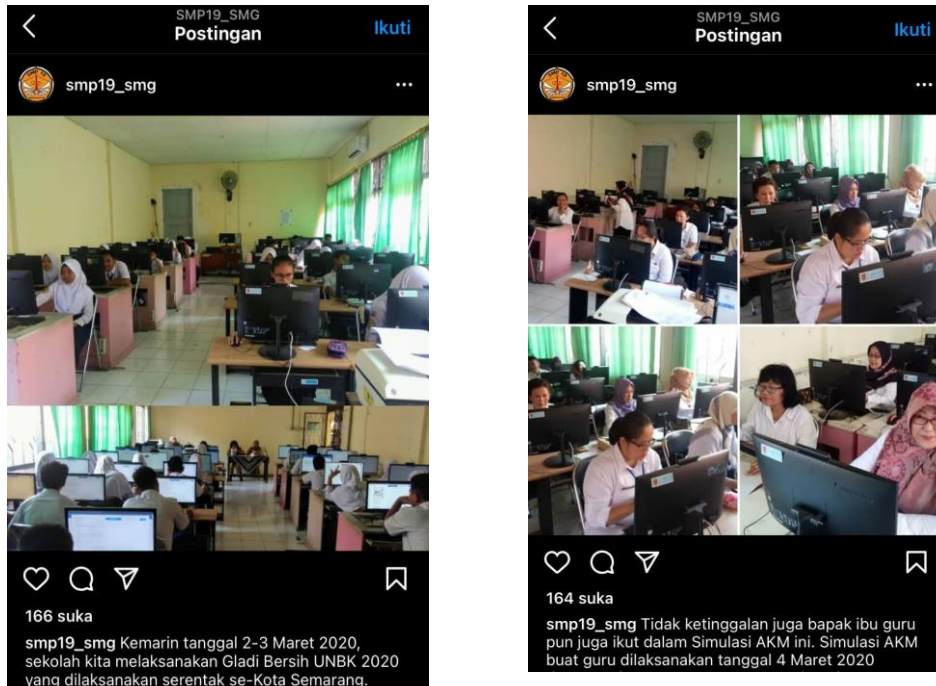 SMP19_SMG
Postingan
Ikuti
smp19_smg
166 suka
smp19_smg Kemarin tanggal 2-3 Maret 2020,
sekolah kita melaksanakan Gladi Bersih UNBK 2020
yang dilaksanakan serentak se-Kota Semarang.
SMP19_SMG
Postingan
Ikuti
smp19_smg
164 suka
smp19_smg Tidak ketinggalan juga bapak ibu guru
pun juga ikut dalam Simulasi AKM ini. Simulasi AKM
buat guru dilaksanakan tanggal 4 Maret 2020